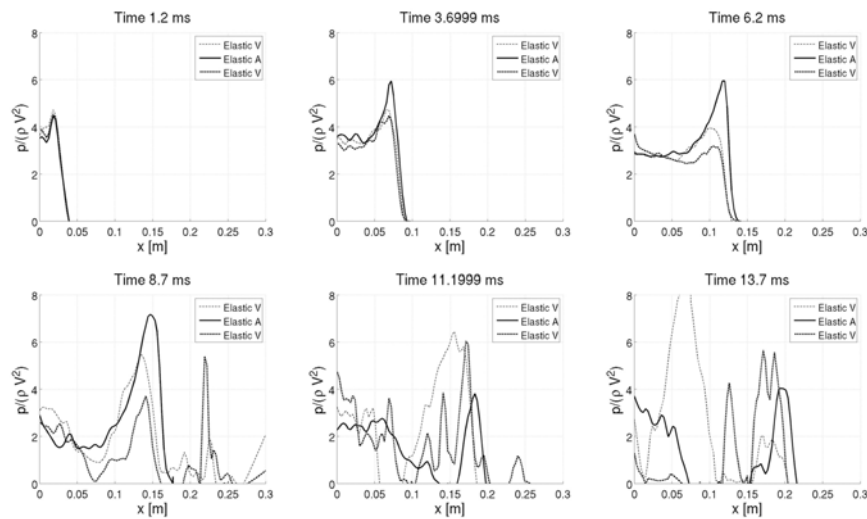 Time 1.2 ms
8
6
4
2
0
p/(ρ V²)
Elastic V
Elastic A
Elastic V
0 0.05 0.1 0.15 0.2 0.25 0.3
x [m]
Time 3.6999 ms
8
6
4
2
0
p/(ρ V²)
Elastic V
Elastic A
Elastic V
0 0.05 0.1 0.15 0.2 0.25 0.3
x [m]
Time 6.2 ms
8
6
4
2
0
p/(ρ V²)
Elastic V
Elastic A
Elastic V
0 0.05 0.1 0.15 0.2 0.25 0.3
x [m]
Time 8.7 ms
8
6
4
2
0
p/(ρ V²)
Elastic V
Elastic A
Elastic V
0 0.05 0.1 0.15 0.2 0.25 0.3
x [m]
Time 11.1999 ms
8
6
4
2
0
p/(ρ V²)
Elastic V
Elastic A
Elastic V
0 0.05 0.1 0.15 0.2 0.25 0.3
x [m]
Time 13.7 ms
8
6
4
2
0
p/(ρ V²)
Elastic V
Elastic A
Elastic V
0 0.05 0.1 0.15 0.2 0.25 0.3
x [m]